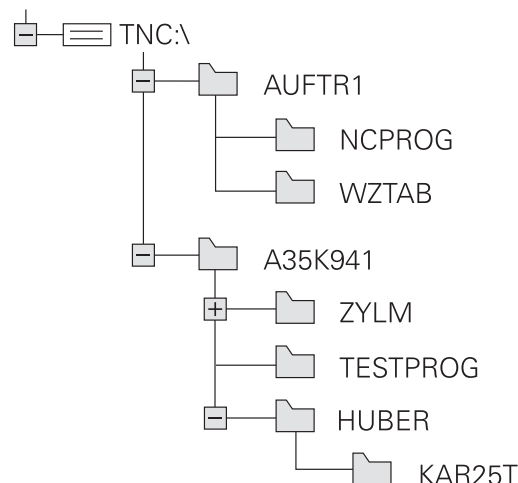 TNC:\
AUFTR1
NCPROG
WZTAB
A35K941
ZYLM
TESTPROG
HUBER
KAR25T